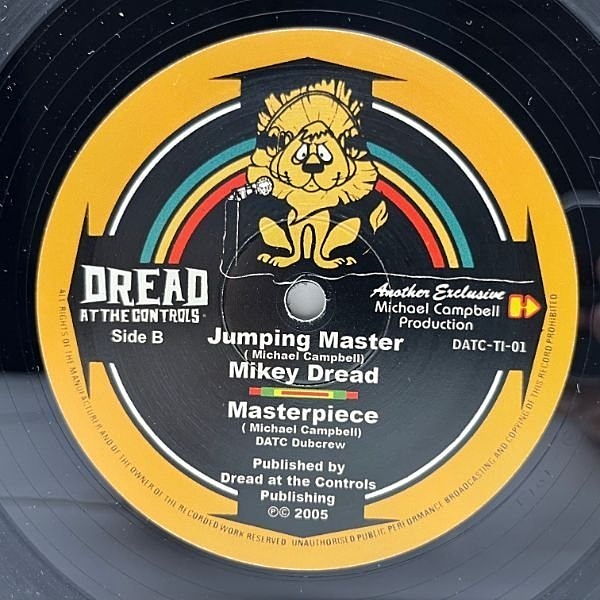 DREAD
AT THE CONTROLS
Side B
Another Exclusive
Michael Campbell
Production
DATC-TI-01
Jumping Master
( Michael Campbell)
Mikey Dread
Masterpiece
( Michael Campbell)
DATC Dubcrew
Published by
Dread at the Controls
Publishing
℗© 2005
ALL RIGHTS OF THE MANUFACTURER AND OF THE OWNER OF THE RECORDED WORK RESERVED UNAUTHORISED PUBLIC PERFORMANCE BROADCASTING AND COPYING OF THIS RECORD PROHIBITED